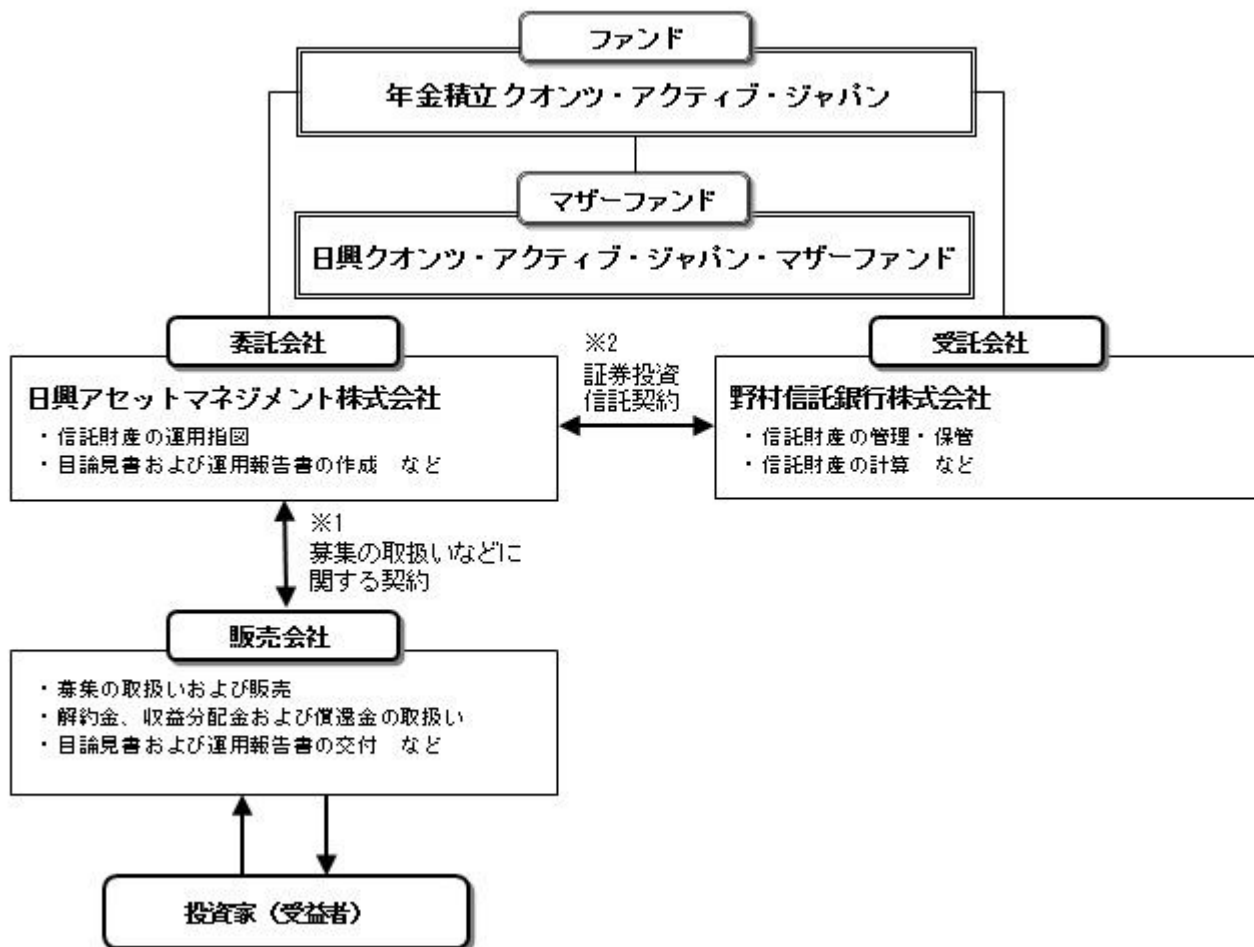 ファンド
年金積立 クオンツ・アクティブ・ジャパン
マザーファンド
日興クオンツ・アクティブ・ジャパン・マザーファンド
委託会社
日興アセットマネジメント株式会社
・信託財産の運用指図
・目論見書および運用報告書の作成 など
※2
証券投資
信託契約
受託会社
野村信託銀行株式会社
・信託財産の管理・保管
・信託財産の計算 など
※1
募集の取扱いなどに
関する契約
販売会社
・募集の取扱いおよび販売
・解約金、収益分配金および償還金の取扱い
・目論見書および運用報告書の交付 など
投資家（受益者）